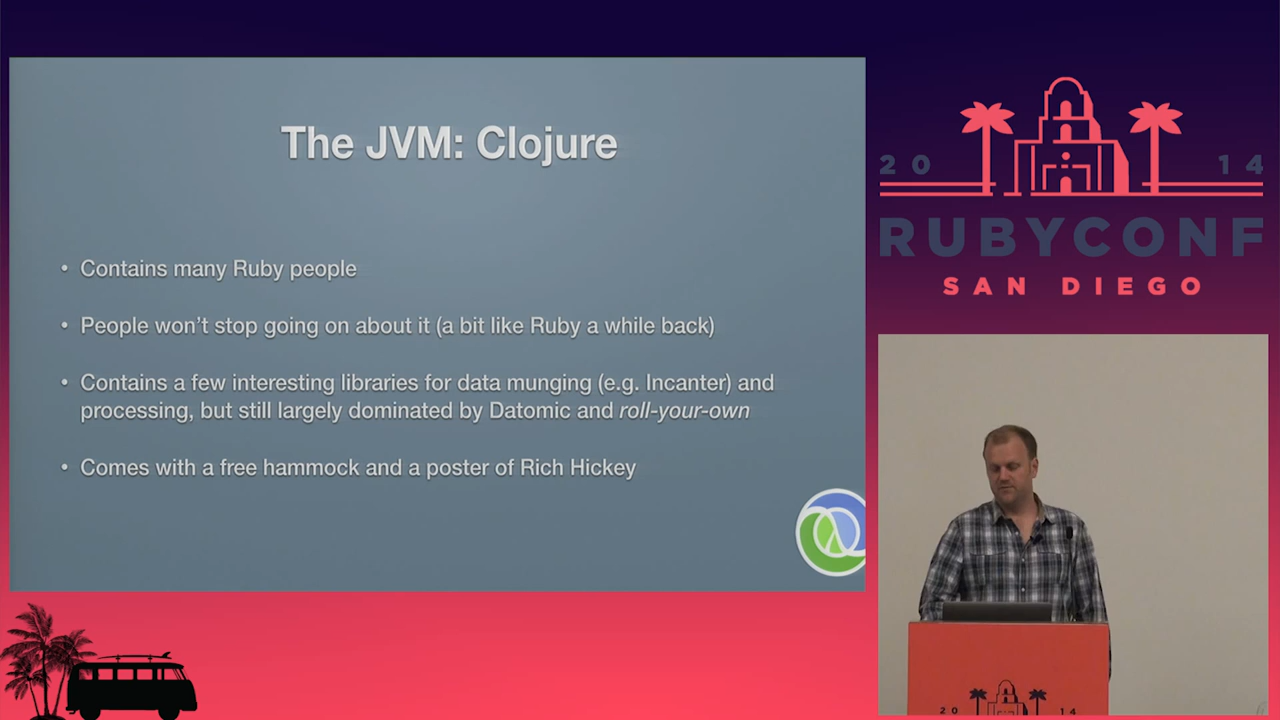 The JVM: Clojure
• Contains many Ruby people
• People won’t stop going on about it (a bit like Ruby a while back)
• Contains a few interesting libraries for data munging (e.g. Incanter) and
processing, but still largely dominated by Datomic and roll-your-own
• Comes with a free hammock and a poster of Rich Hickey
20 14
RUBYCONF
SAN DIEGO
20 14